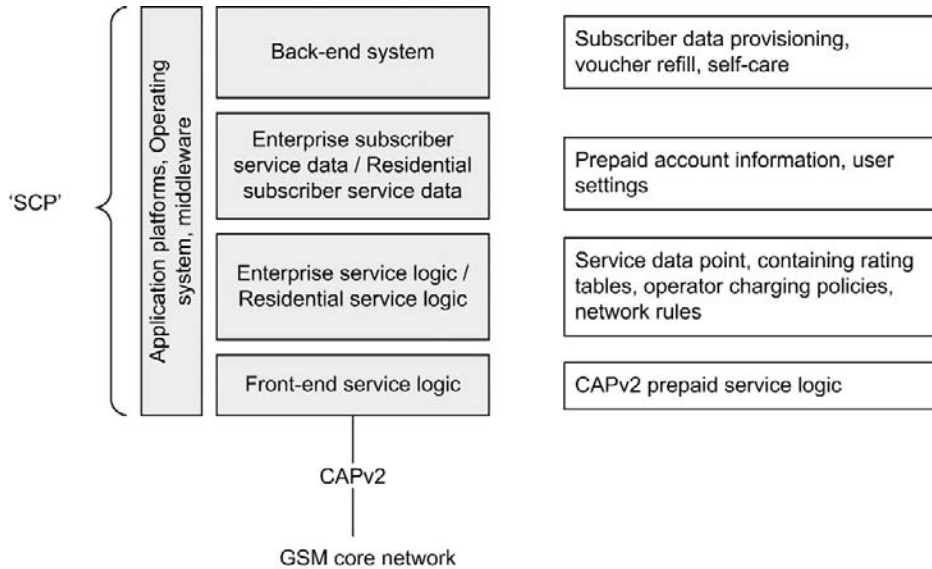 'SCP'
Application platforms, Operating
system, middleware
Back-end system
Subscriber data provisioning,
voucher refill, self-care
Enterprise subscriber
service data / Residential
subscriber service data
Prepaid account information, user
settings
Enterprise service logic /
Residential service logic
Service data point, containing rating
tables, operator charging policies,
network rules
Front-end service logic
CAPv2 prepaid service logic
CAPv2
GSM core network